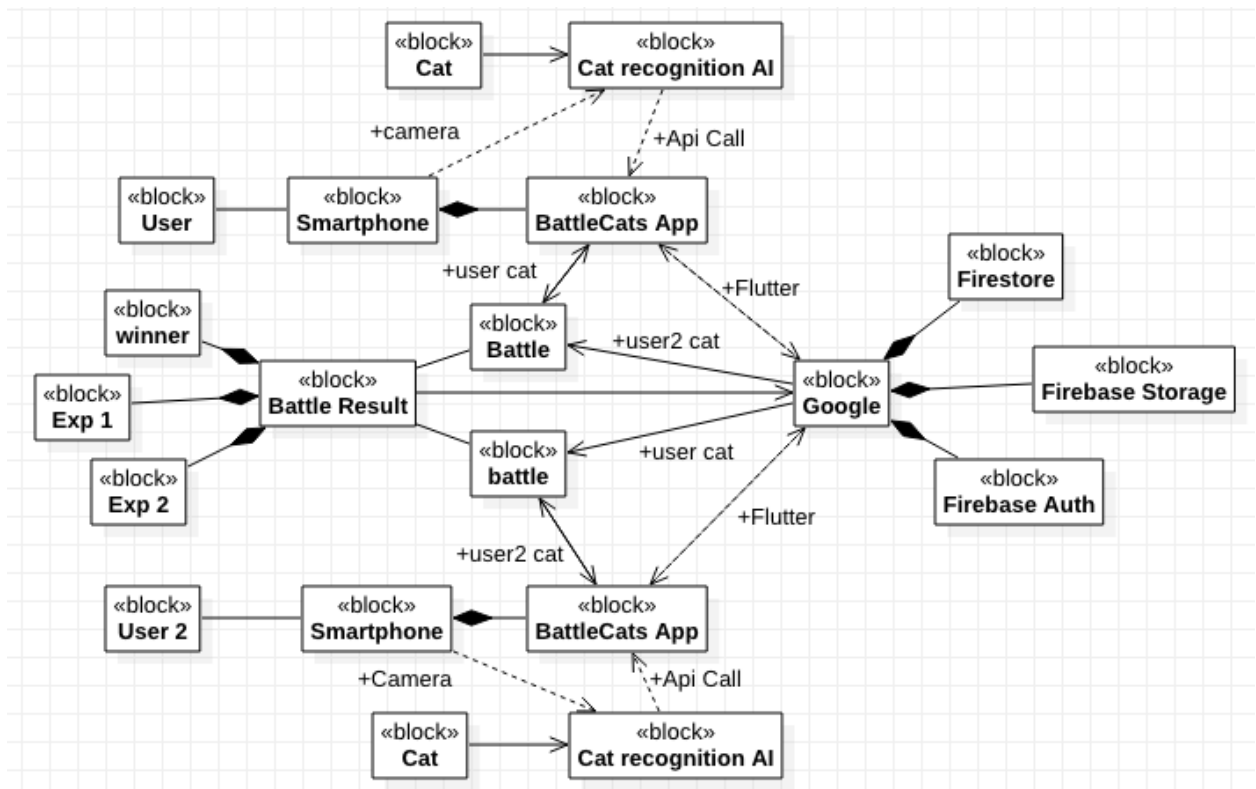 «block»
Cat
«block»
Cat recognition AI
+camera
+Api Call
«block»
User
«block»
Smartphone
«block»
BattleCats App
+user cat
+Flutter
«block»
Firestore
«block»
winner
«block»
Battle
+user2 cat
«block»
Firebase Storage
«block»
Exp 1
«block»
Battle Result
«block»
Google
«block»
battle
+user cat
«block»
Exp 2
«block»
Firebase Auth
+Flutter
+user2 cat
«block»
User 2
«block»
Smartphone
«block»
BattleCats App
+Camera
+Api Call
«block»
Cat
«block»
Cat recognition AI